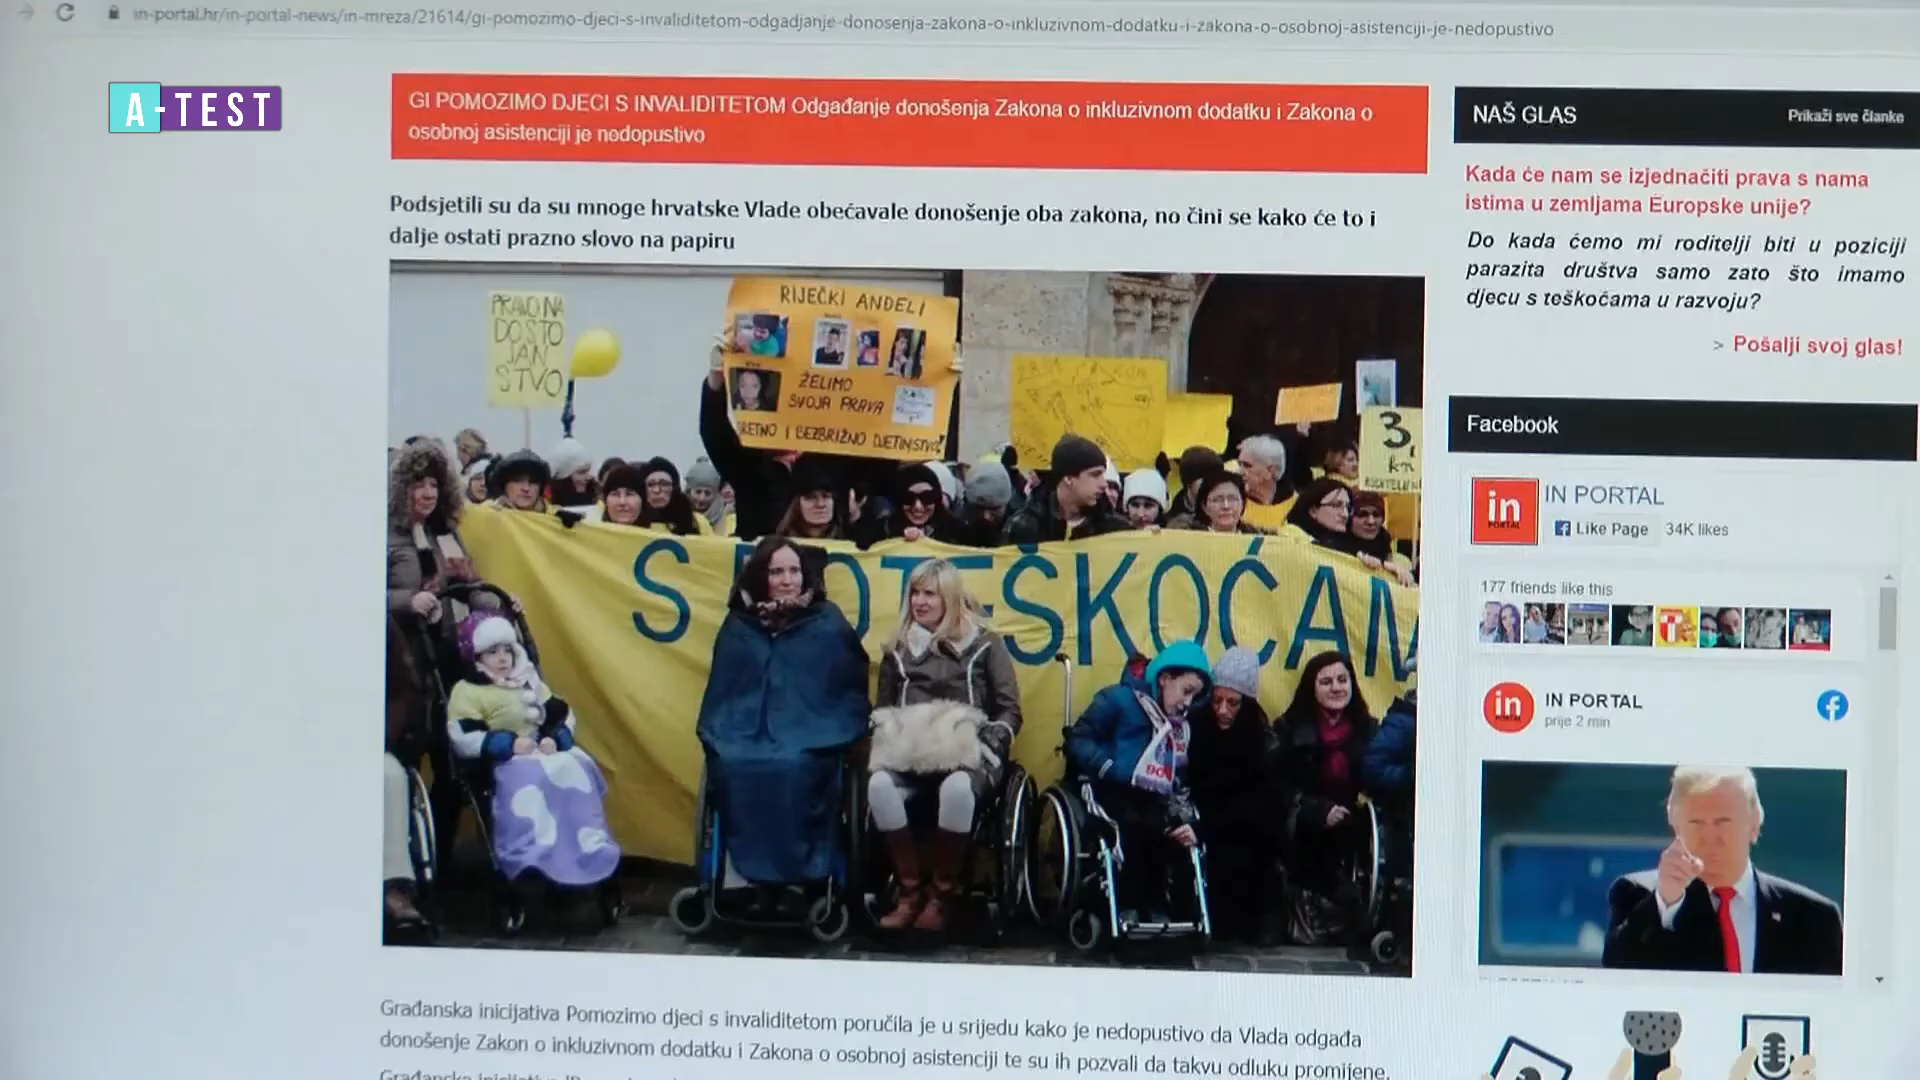 in-portal.hr/in-portal-news/in-mreza/21614/gi-pomozimo-djeci-s-invaliditetom-odgadjanje-donosenja-zakona-o-inkluzivnom-dodatku-i-zakona-o-osobnoj-asistenciji-je-nedopustivo
A-TEST
GI POMOZIMO DJECI S INVALIDITETOM Odgađanje donošenja Zakona o inkluzivnom dodatku i Zakona o
osobnoj asistenciji je nedopustivo
Podsjetili su da su mnoge hrvatske Vlade obećavale donošenje oba zakona, no čini se kako će to i
dalje ostati prazno slovo na papiru
PRAVO NA
DOSTO
JAN
STVO
RIJEČKI ANĐELI
ŽELIMO
SVOJA PRAVA
SRETNO I BEZBRIŽNO DJETINJSTVO!
3,
kn
S POTEŠKOĆAM
Građanska inicijativa Pomozimo djeci s invaliditetom poručila je u srijedu kako je nedopustivo da Vlada odgađa
donošenje Zakon o inkluzivnom dodatku i Zakona o osobnoj asistenciji te su ih pozvali da takvu odluku promijene.
NAŠ GLAS
Prikaži sve članke
Kada će nam se izjednačiti prava s nama
istima u zemljama Europske unije?
Do kada ćemo mi roditelji biti u poziciji
parazita društva samo zato što imamo
djecu s teškoćama u razvoju?
> Pošalji svoj glas!
Facebook
in
PORTAL
IN PORTAL
Like Page
34K likes
177 friends like this
in
IN PORTAL
prije 2 min